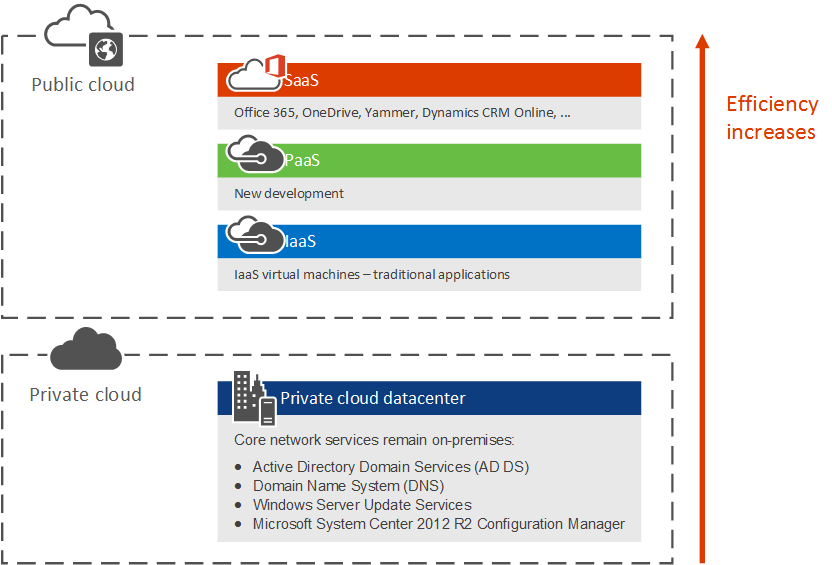 Public cloud
SaaS
Office 365, OneDrive, Yammer, Dynamics CRM Online, ...
PaaS
New development
IaaS
IaaS virtual machines – traditional applications
Efficiency
increases
Private cloud
Private cloud datacenter
Core network services remain on-premises:
● Active Directory Domain Services (AD DS)
● Domain Name System (DNS)
● Windows Server Update Services
● Microsoft System Center 2012 R2 Configuration Manager